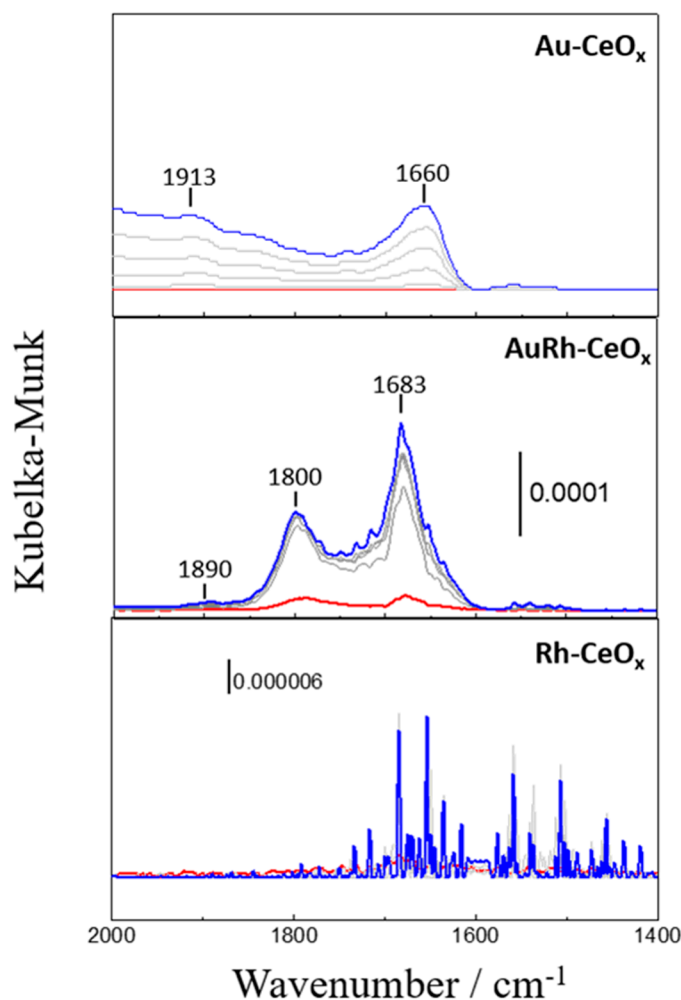 Au-CeOx
1913
1660
AuRh-CeOx
1683
1800
0.0001
1890
Kubelka-Munk
Rh-CeOx
0.000006
2000 1800 1600 1400
Wavenumber / cm-1